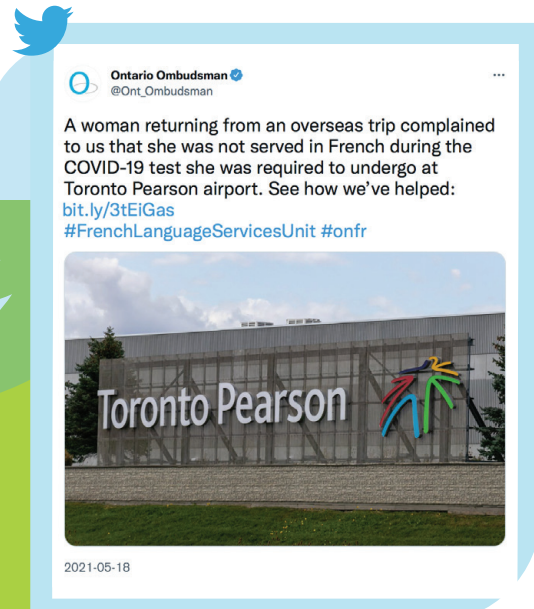 Ontario Ombudsman
@Ont_Ombudsman
A woman returning from an overseas trip complained
to us that she was not served in French during the
COVID-19 test she was required to undergo at
Toronto Pearson airport. See how we've helped:
bit.ly/3tEiGas
#FrenchLanguageServicesUnit #onfr
Toronto Pearson
2021-05-18